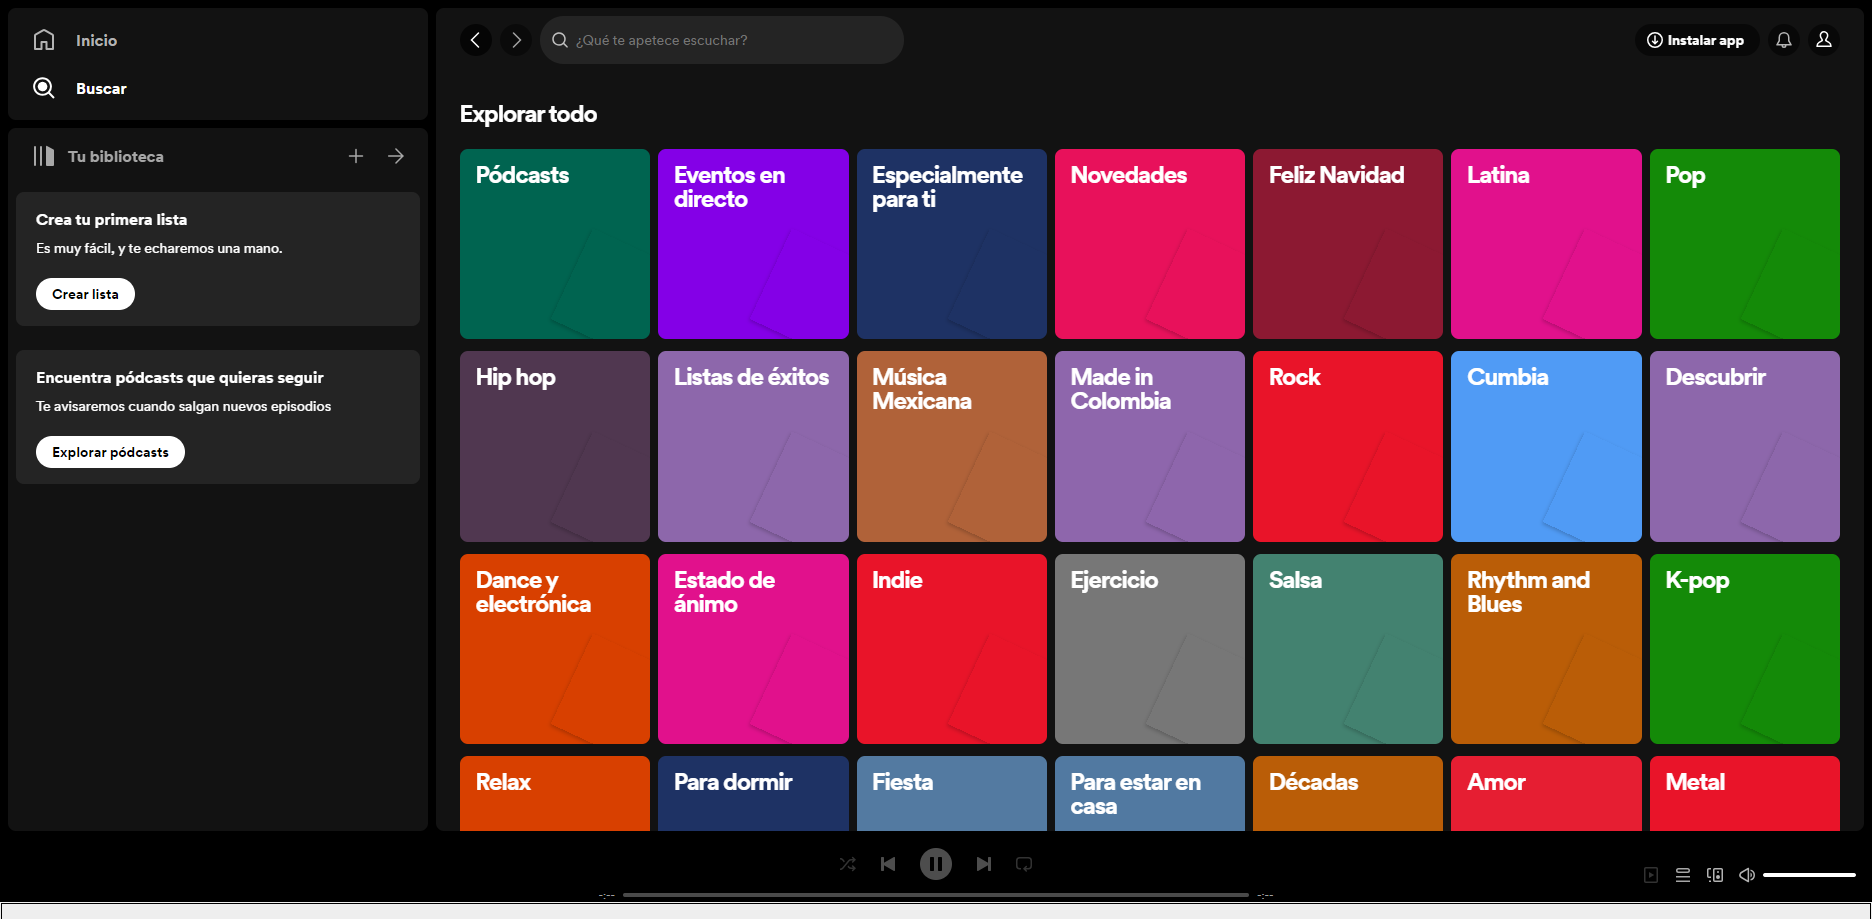 Inicio
Buscar
Tu biblioteca
Crea tu primera lista
Es muy fácil, y te echaremos una mano.
Crear lista
Encuentra pódcasts que quieras seguir
Te avisaremos cuando salgan nuevos episodios
Explorar pódcasts
¿Qué te apetece escuchar?
Instalar app
Explorar todo
Pódcasts
Eventos en
directo
Especialmente
para ti
Novedades
Feliz Navidad
Latina
Pop
Hip hop
Listas de éxitos
Música
Mexicana
Made in
Colombia
Rock
Cumbia
Descubrir
Dance y
electrónica
Estado de
ánimo
Indie
Ejercicio
Salsa
Rhythm and
Blues
K-pop
Relax
Para dormir
Fiesta
Para estar en
casa
Décadas
Amor
Metal
-:--
-:--